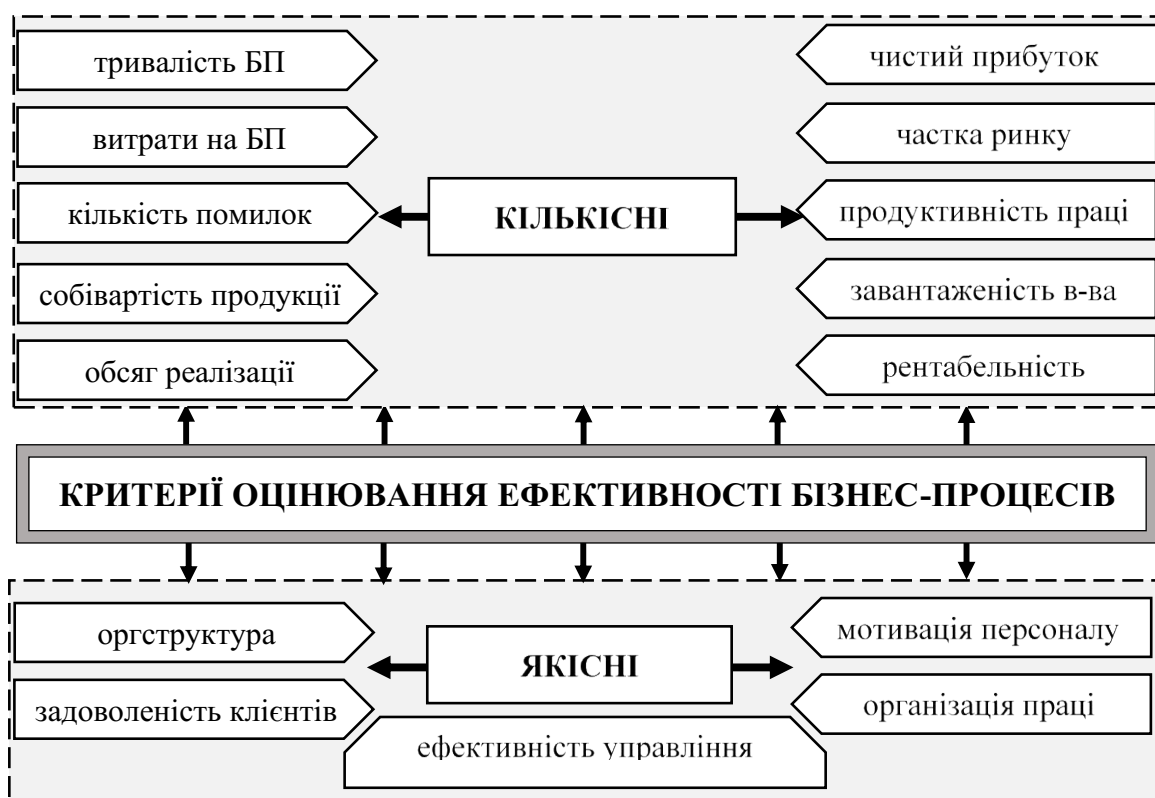 тривалість БП
витрати на БП
кількість помилок
собівартість продукції
обсяг реалізації
КІЛЬКІСНІ
чистий прибуток
частка ринку
продуктивність праці
завантаженість в-ва
рентабельність
КРИТЕРІЇ ОЦІНЮВАННЯ ЕФЕКТИВНОСТІ БІЗНЕС-ПРОЦЕСІВ
оргструктура
задоволеність клієнтів
ЯКІСНІ
ефективність управління
мотивація персоналу
організація праці